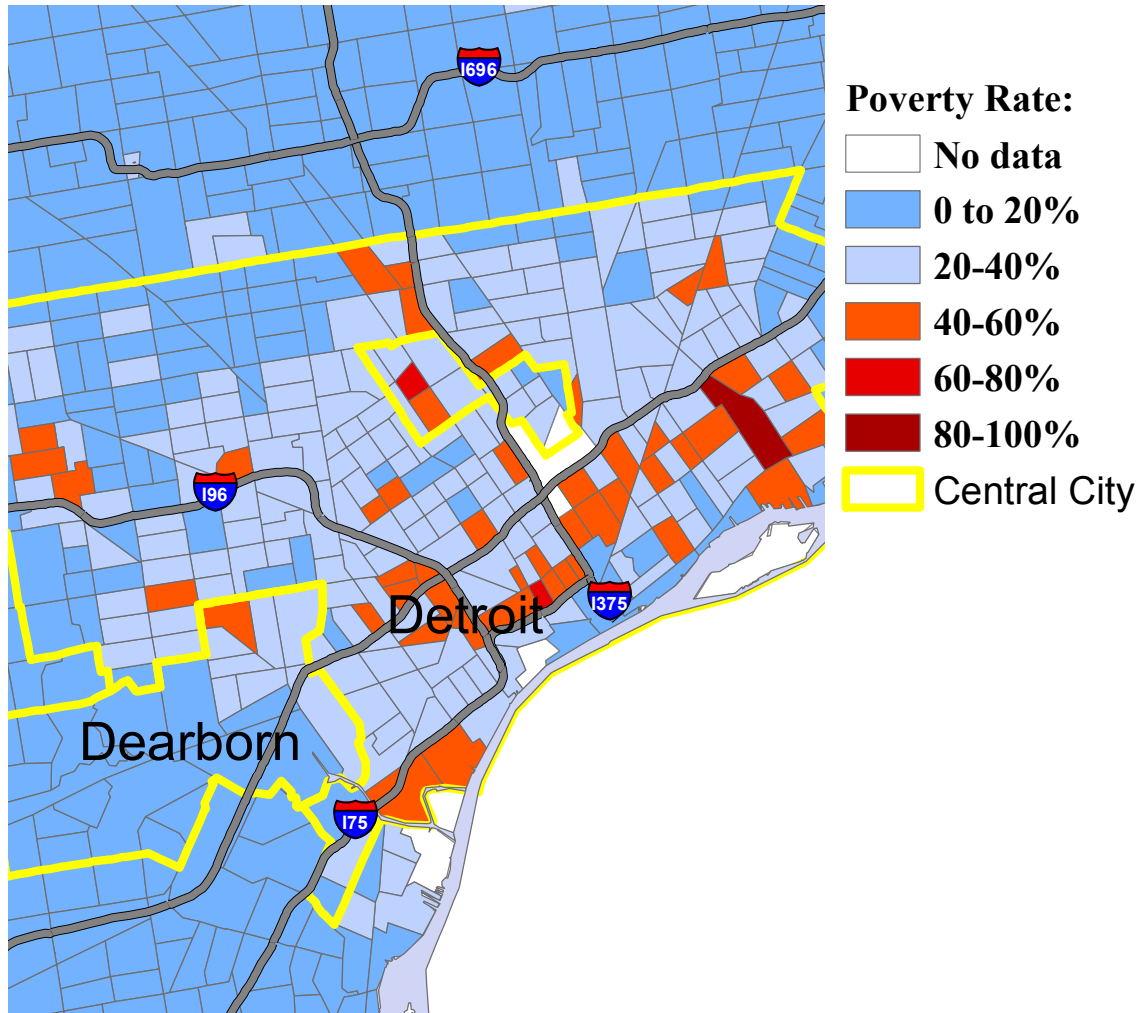 I696
Poverty Rate:
No data
0 to 20%
20-40%
40-60%
60-80%
80-100%
Central City
I96
I375
Detroit
Dearborn
I75